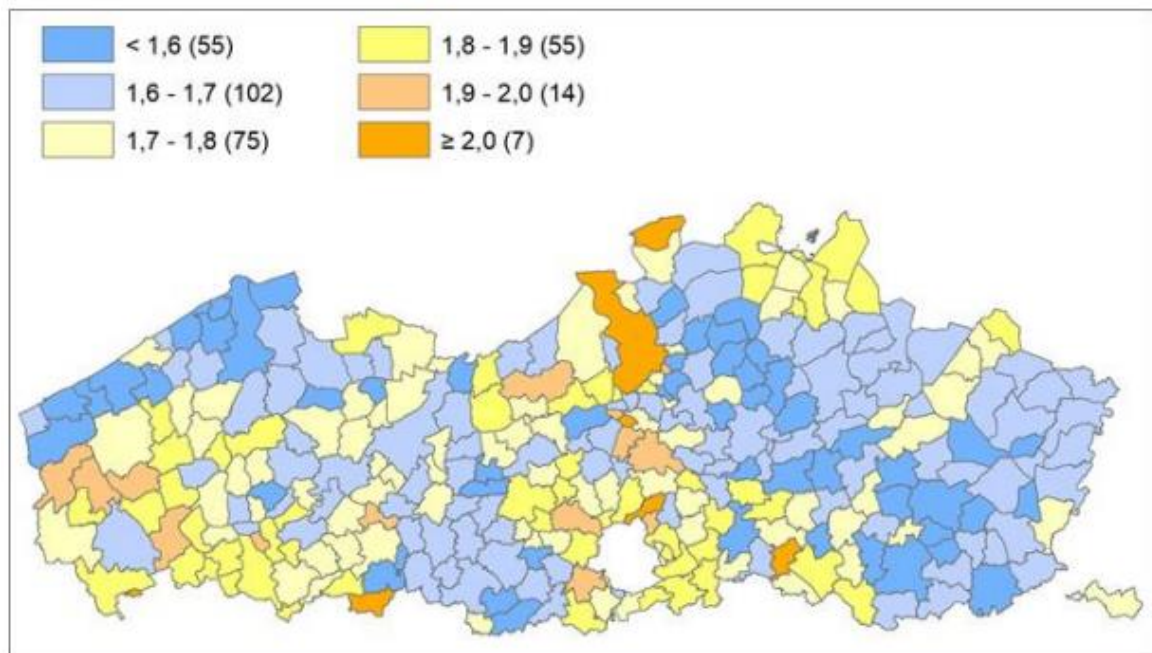 < 1,6 (55)
1,6 - 1,7 (102)
1,7 - 1,8 (75)
1,8 - 1,9 (55)
1,9 - 2,0 (14)
≥ 2,0 (7)